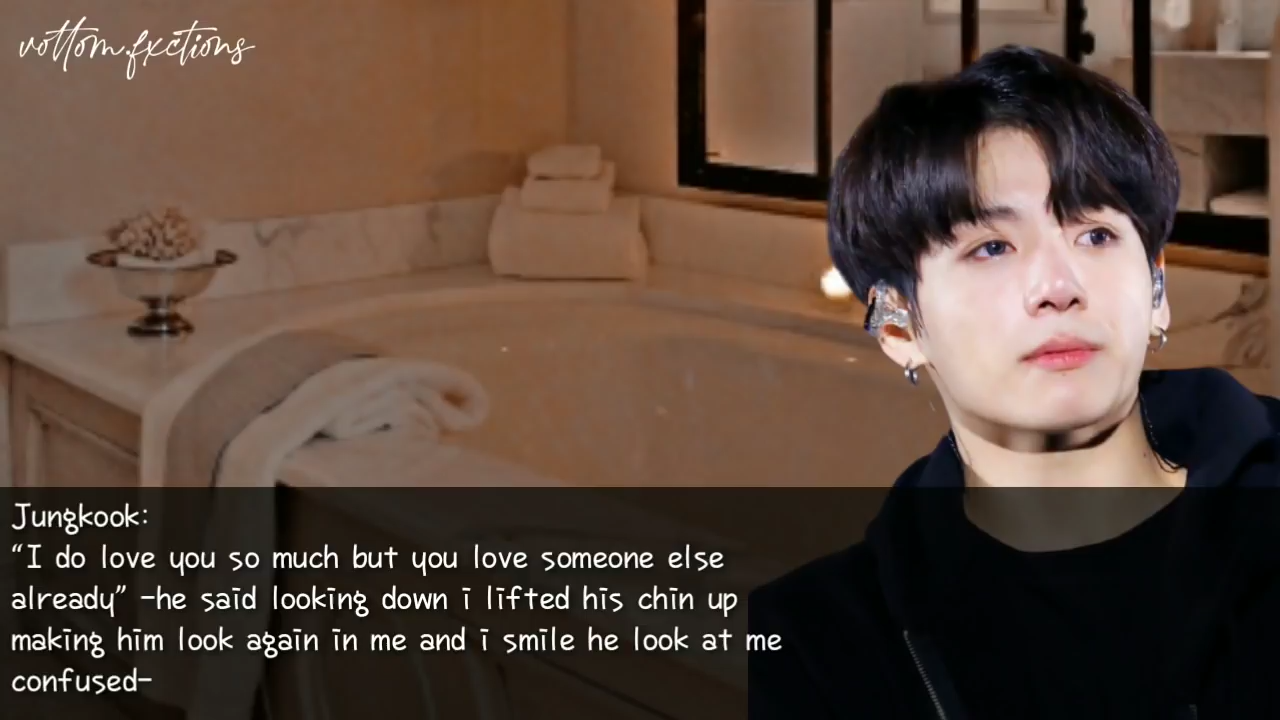 vottom.fxctions
Jungkook:
“I do love you so much but you love someone else
already” -he said looking down i lifted his chin up
making him look again in me and i smile he look at me
confused-